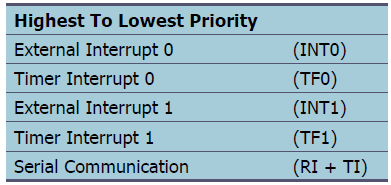 Highest To Lowest Priority
External Interrupt 0 (INT0)
Timer Interrupt 0 (TF0)
External Interrupt 1 (INT1)
Timer Interrupt 1 (TF1)
Serial Communication (RI + TI)